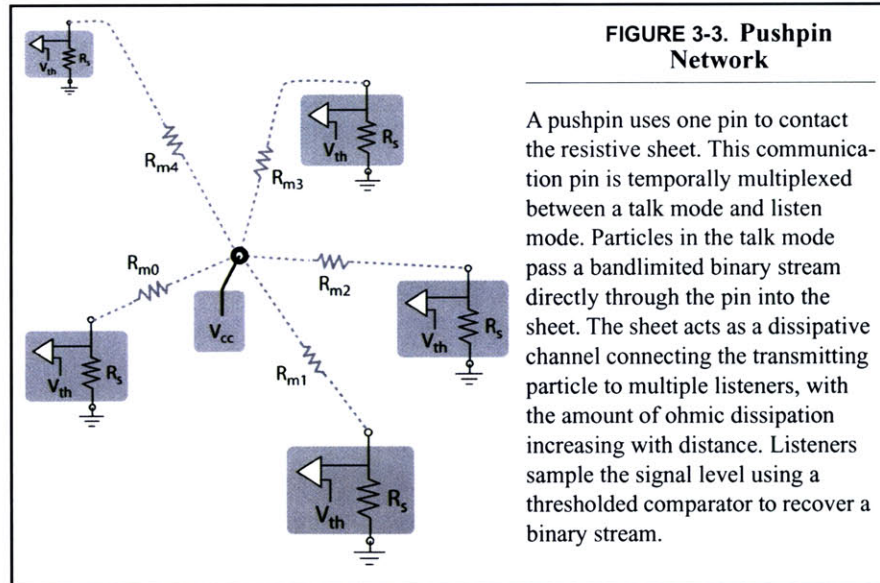 FIGURE 3-3. Pushpin
Network
A pushpin uses one pin to contact
the resistive sheet. This communica-
tion pin is temporally multiplexed
between a talk mode and listen
mode. Particles in the talk mode
pass a bandlimited binary stream
directly through the pin into the
sheet. The sheet acts as a dissipative
channel connecting the transmitting
particle to multiple listeners, with
the amount of ohmic dissipation
increasing with distance. Listeners
sample the signal level using a
thresholded comparator to recover a
binary stream.
Vth
Rs
Rm4
Vth
Rs
Rm3
Rm0
Rm2
Vcc
Vth
Rs
Vth
Rs
Rm1
Vth
Rs